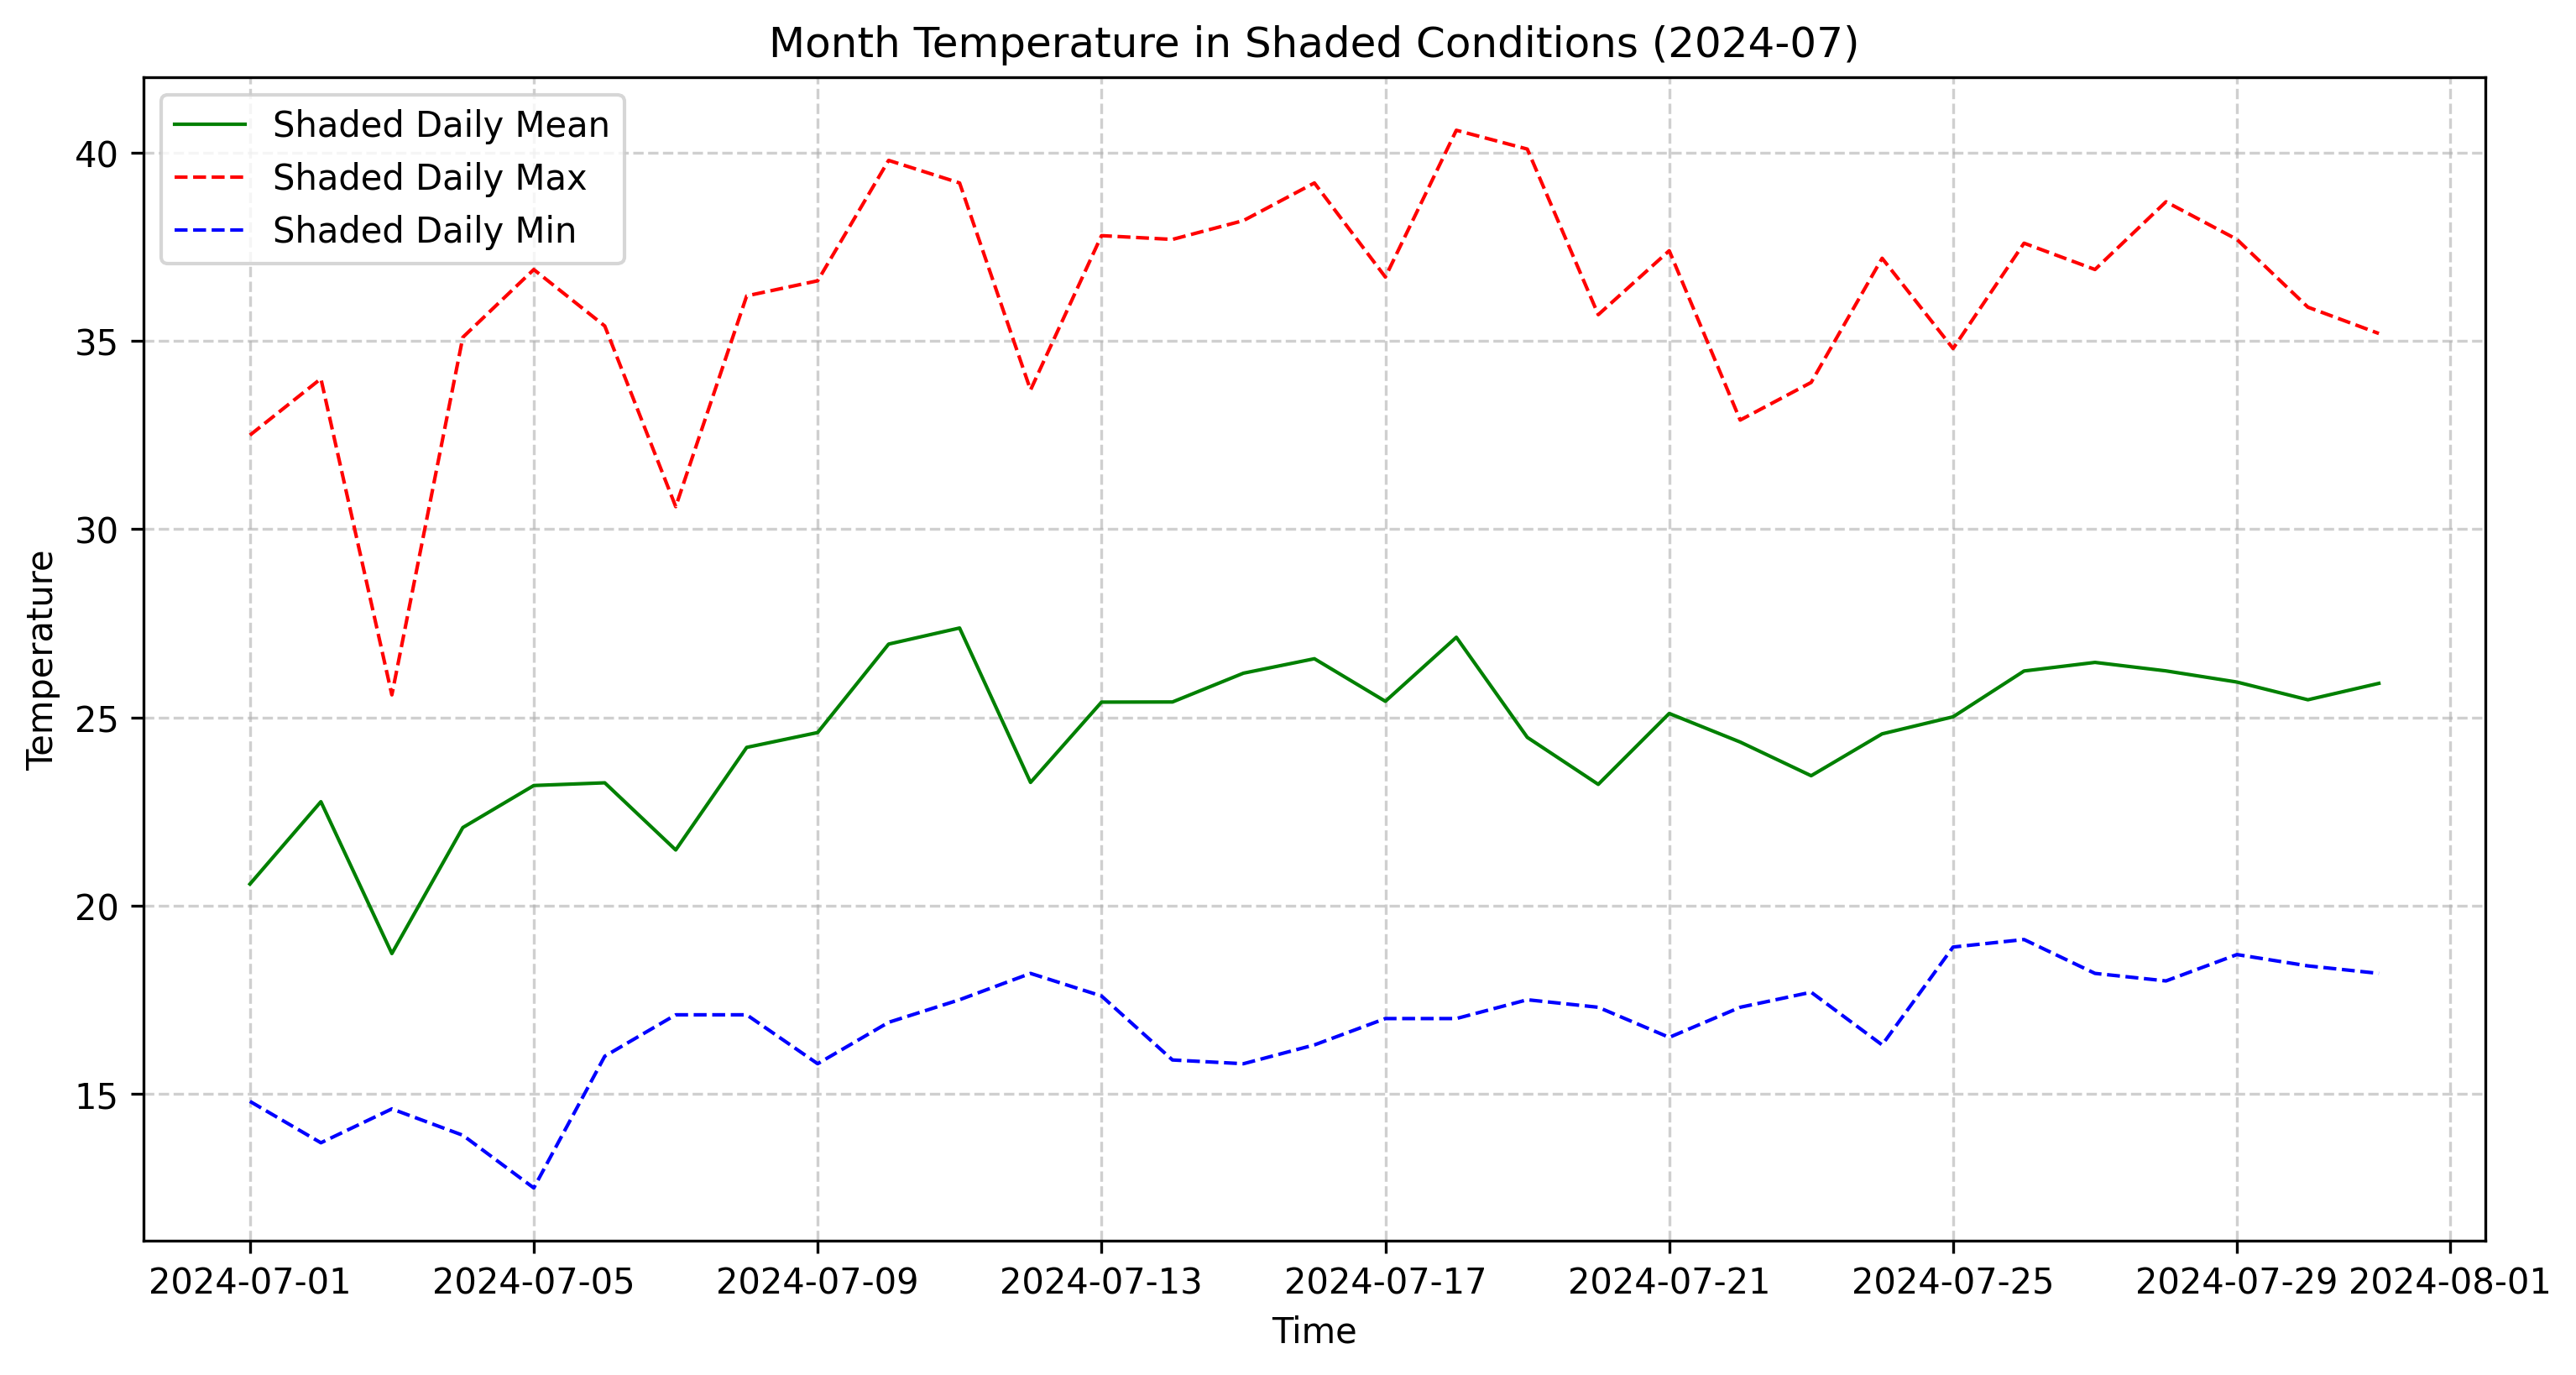 Month Temperature in Shaded Conditions (2024-07)
Shaded Daily Mean
Shaded Daily Max
Shaded Daily Min
Temperature
40
35
30
25
20
15
2024-07-01 2024-07-05 2024-07-09 2024-07-13 2024-07-17 2024-07-21 2024-07-25 2024-07-29 2024-08-01
Time